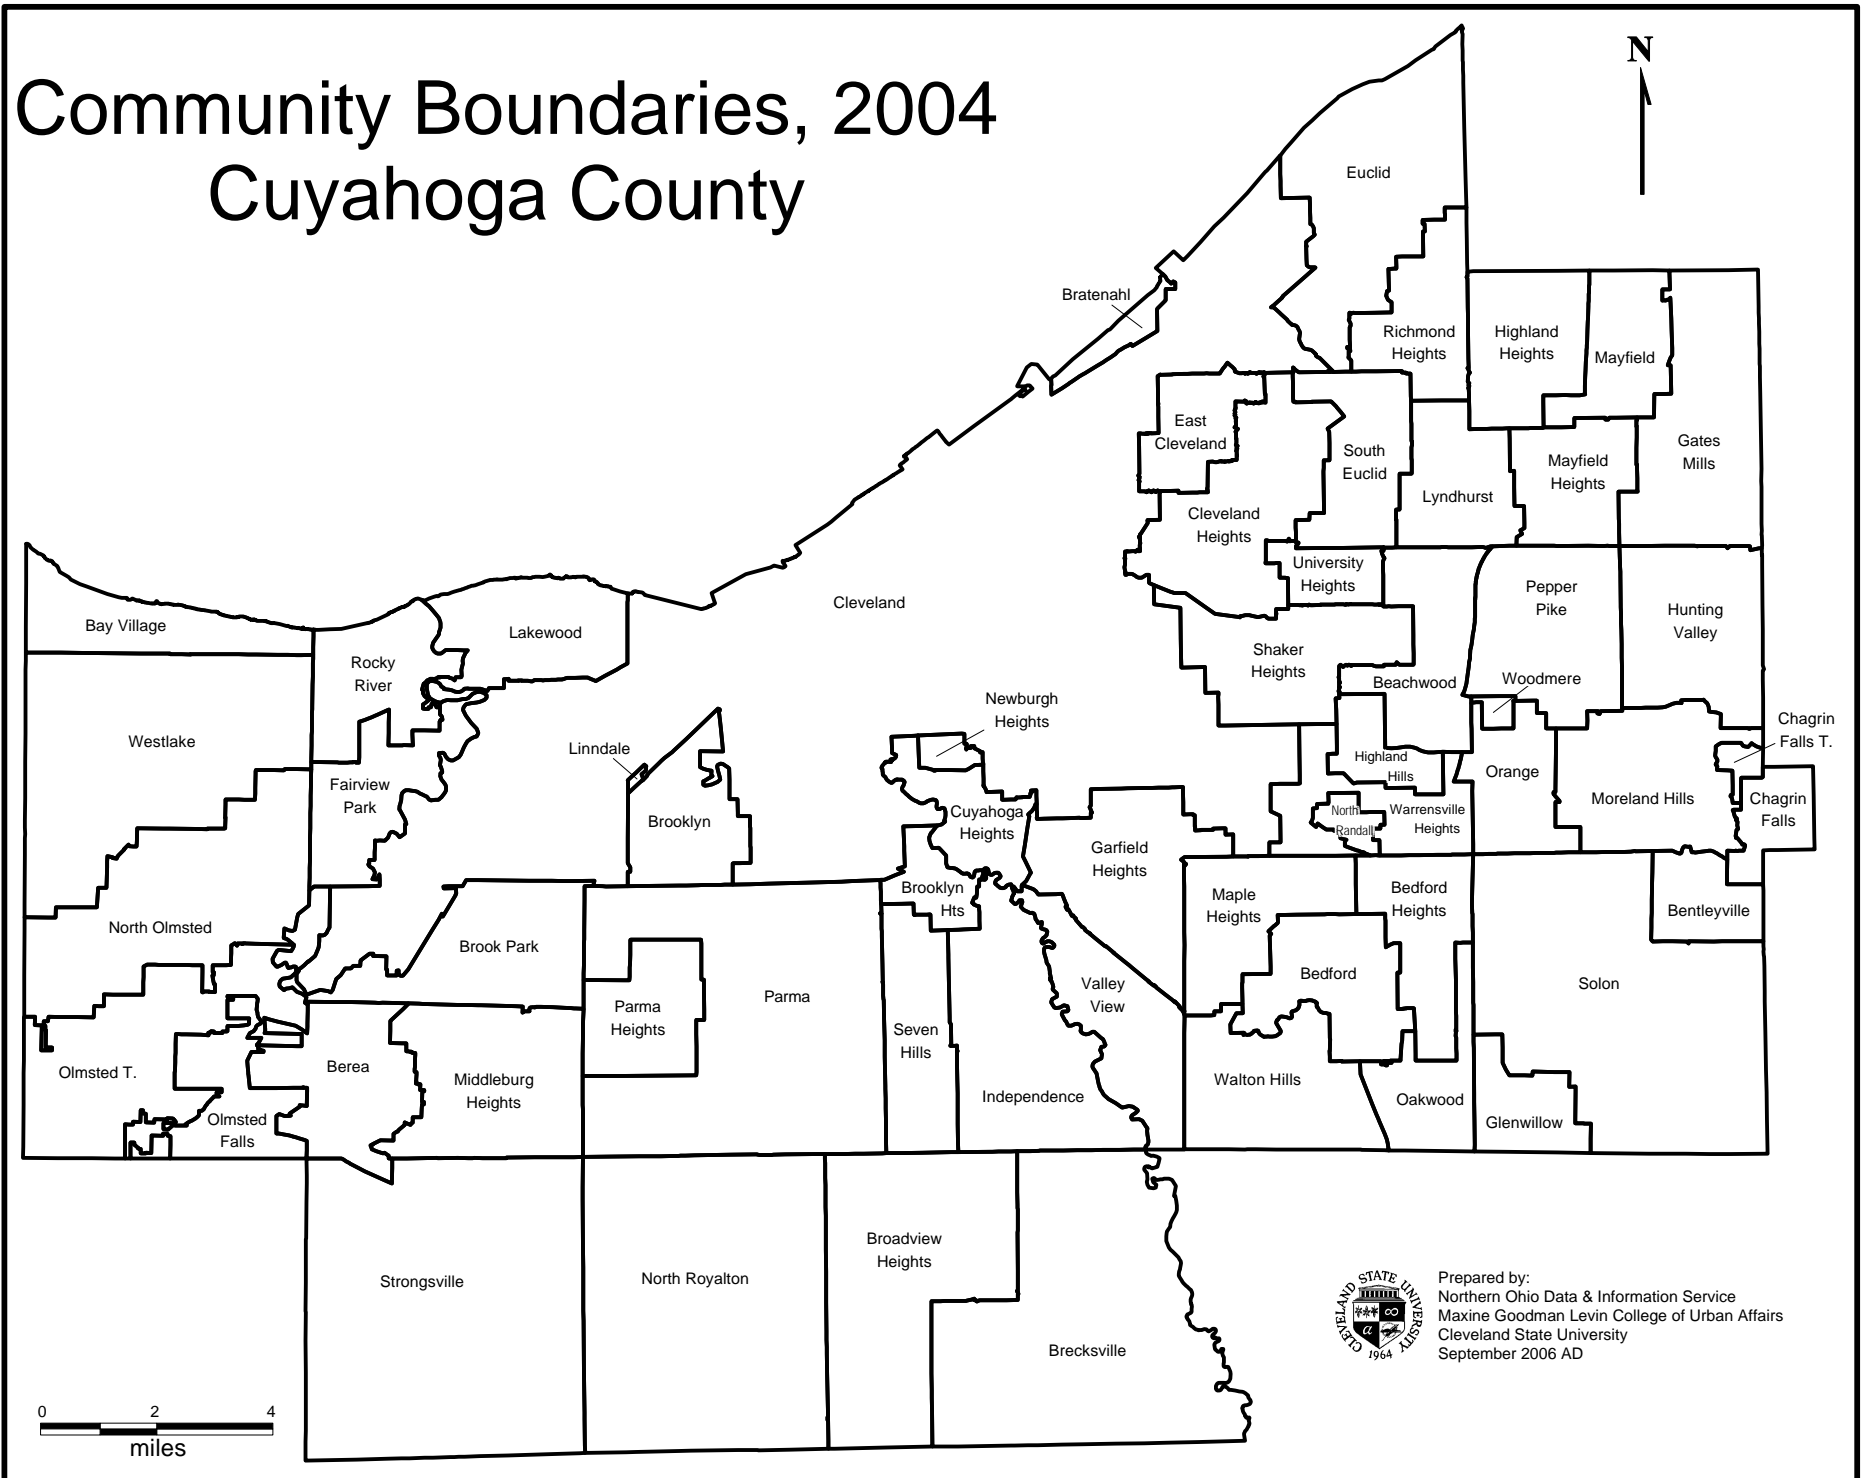 Community Boundaries, 2004
Cuyahoga County
N
Euclid
Bratenahl
Richmond
Heights
Highland
Heights
Mayfield
East
Cleveland
South
Euclid
Gates
Mills
Mayfield
Heights
Lyndhurst
Cleveland
Heights
University
Heights
Pepper
Pike
Hunting
Valley
Cleveland
Bay Village
Lakewood
Rocky
River
Shaker
Heights
Beachwood
Woodmere
Newburgh
Heights
Chagrin
Falls T.
Westlake
Linndale
Highland
Hills
Orange
Fairview
Park
Moreland Hills
Chagrin
Falls
Brooklyn
Cuyahoga
Heights
North
Randall
Warrensville
Heights
Garfield
Heights
Brooklyn
Hts
Maple
Heights
Bedford
Heights
Bentleyville
North Olmsted
Brook Park
Bedford
Solon
Parma
Parma
Heights
Valley
View
Seven
Hills
Olmsted T.
Berea
Middleburg
Heights
Walton Hills
Independence
Oakwood
Olmsted
Falls
Glenwillow
Broadview
Heights
Strongsville
North Royalton
Brecksville
CLEVELAND STATE UNIVERSITY
1964
Prepared by:
Northern Ohio Data & Information Service
Maxine Goodman Levin College of Urban Affairs
Cleveland State University
September 2006 AD
0 2 4
miles